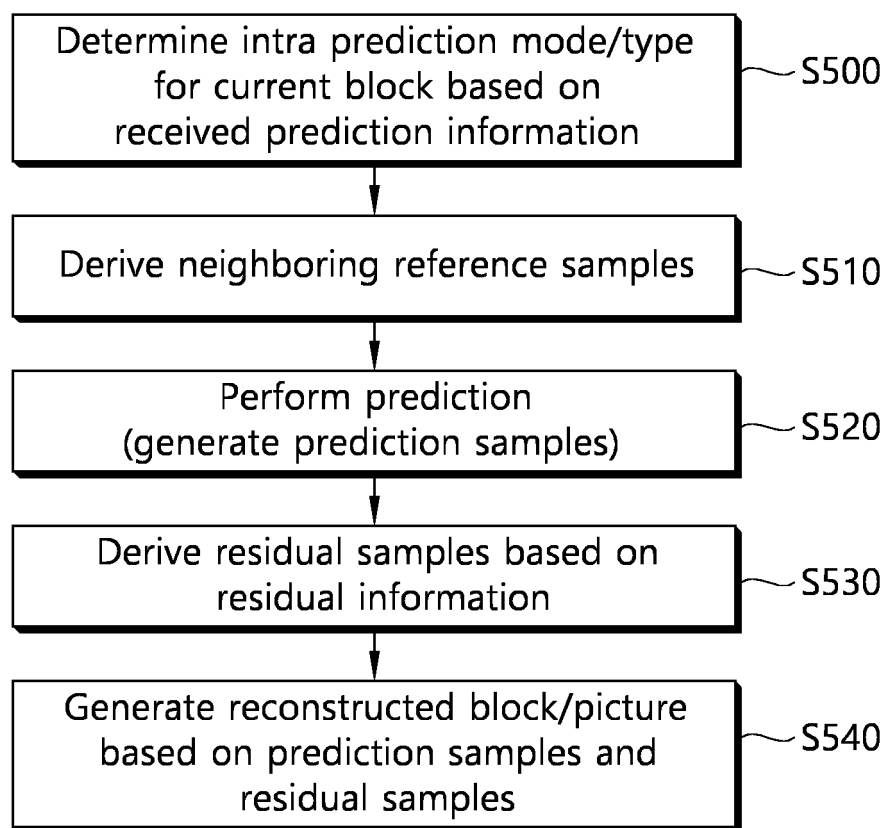 Determine intra prediction mode/type
for current block based on
received prediction information
S500
Derive neighboring reference samples
S510
Perform prediction
(generate prediction samples)
S520
Derive residual samples based on
residual information
S530
Generate reconstructed block/picture
based on prediction samples and
residual samples
S540